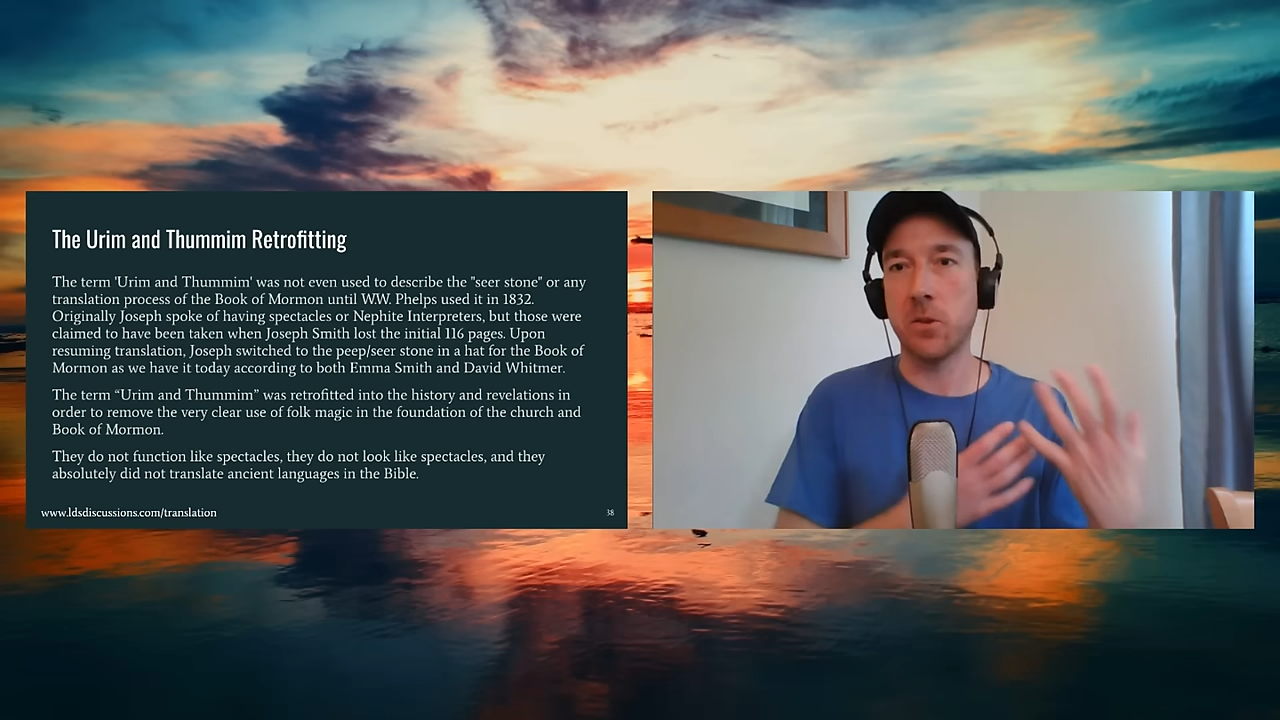 The Urim and Thummim Retrofitting
The term 'Urim and Thummim' was not even used to describe the "seer stone" or any
translation process of the Book of Mormon until WW. Phelps used it in 1832.
Originally Joseph spoke of having spectacles or Nephite Interpreters, but those were
claimed to have been taken when Joseph Smith lost the initial 116 pages. Upon
resuming translation, Joseph switched to the peep/seer stone in a hat for the Book of
Mormon as we have it today according to both Emma Smith and David Whitmer.
The term “Urim and Thummim” was retrofitted into the history and revelations in
order to remove the very clear use of folk magic in the foundation of the church and
Book of Mormon.
They do not function like spectacles, they do not look like spectacles, and they
absolutely did not translate ancient languages in the Bible.
www.ldsdiscussions.com/translation
38